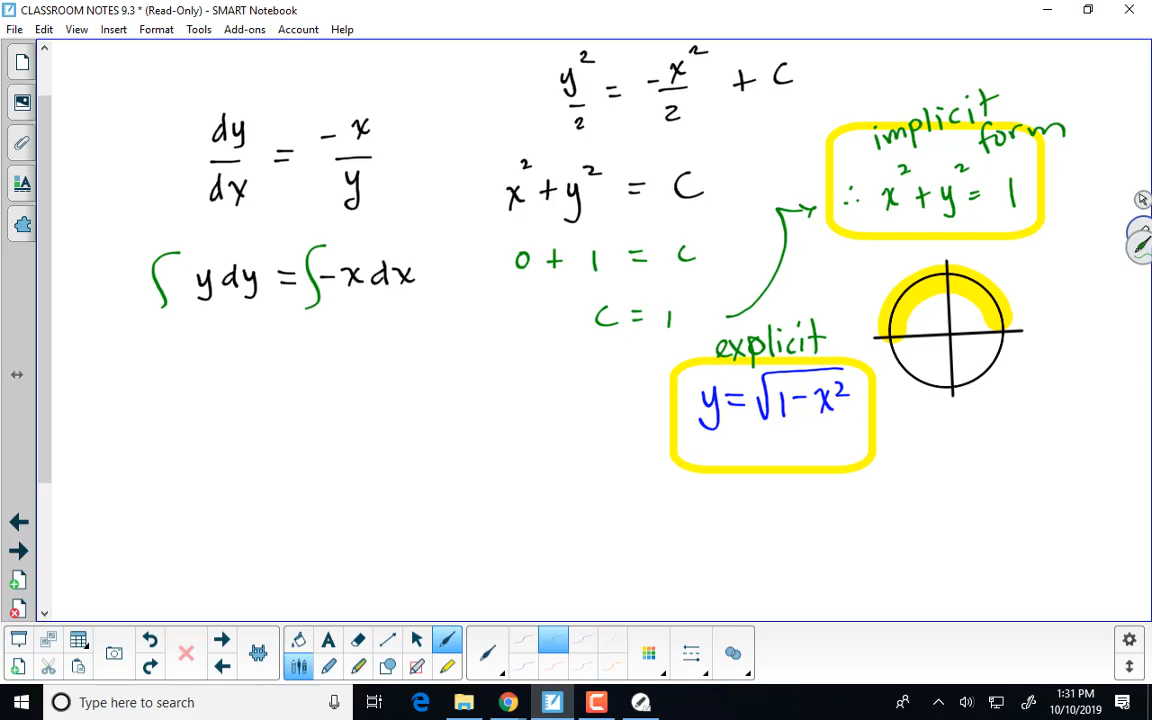 CLASSROOM NOTES 9.3 * (Read-Only) - SMART Notebook
File Edit View Insert Format Tools Add-ons Account Help
dy/dx = -x/y
∫ y dy = ∫ -x dx
y²/2 = -x²/2 + C
x² + y² = C
0 + 1 = C
C = 1
implicit form
∴ x² + y² = 1
explicit
y = √(1 - x²)
Type here to search
1:31 PM
10/10/2019